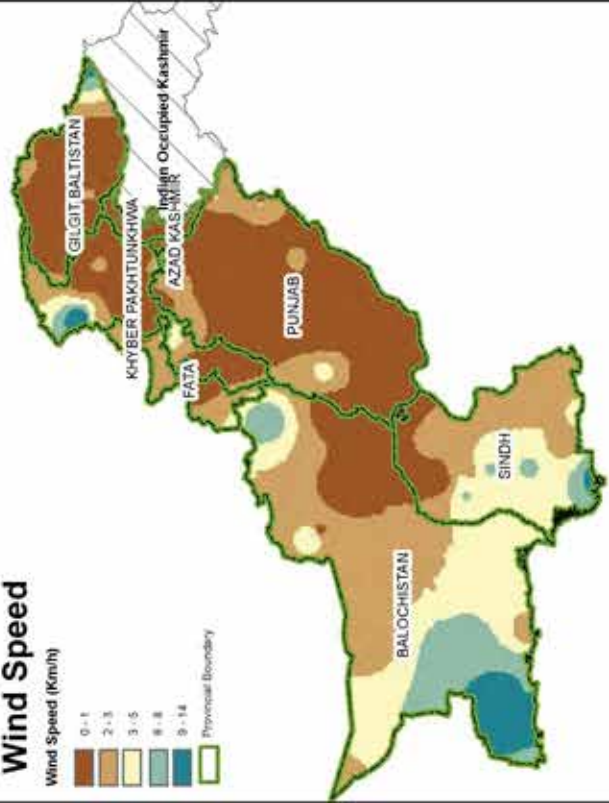 Wind Speed
Wind Speed (Km/h)
0 - 1
2 - 3
3 - 5
6 - 8
9 - 14
Provincial Boundary
GILGIT BALTISTAN
KHYBER PAKHTUNKHWA
Indian Occupied Kashmir
AZAD KASHMIR
FATA
PUNJAB
BALOCHISTAN
SINDH